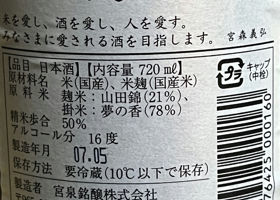 米を愛し、酒を愛し、人を愛す。
みなさまに愛される酒を目指します。 宮森義弘
プラ
キャップ
(中栓)
【品目 日本酒】【内容量 720㎖】
原材料名 米(国産)、米麹(国産米)
原料米 麹米:山田錦(21%)、
掛米:夢の香(78%)
精米歩合 50%
アルコール分 16度
製造年月 07.05
保存方法 要冷蔵(10℃以下で保存)
製造者 宮泉銘醸株式会社